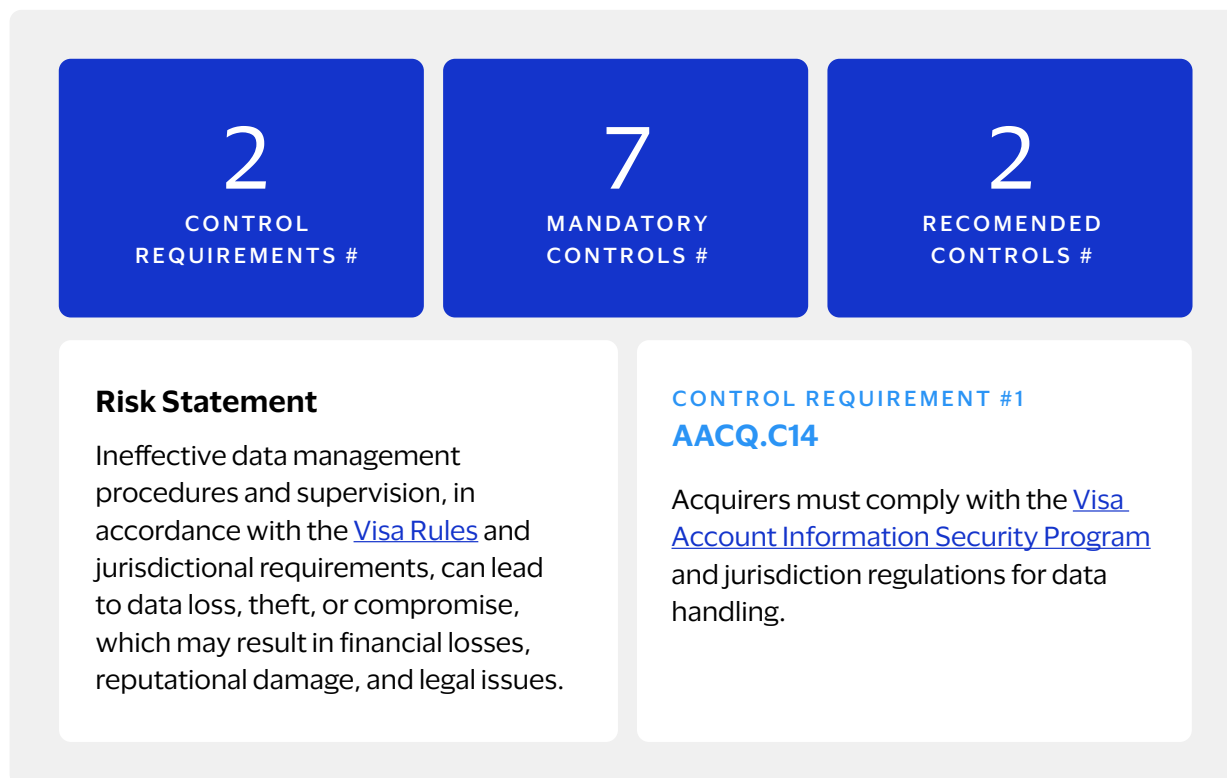 2
CONTROL
REQUIREMENTS #
7
MANDATORY
CONTROLS #
2
RECOMENDED
CONTROLS #
Risk Statement
Ineffective data management
procedures and supervision, in
accordance with the Visa Rules and
jurisdictional requirements, can lead
to data loss, theft, or compromise,
which may result in financial losses,
reputational damage, and legal issues.
CONTROL REQUIREMENT #1
AACQ.C14
Acquirers must comply with the Visa
Account Information Security Program
and jurisdiction regulations for data
handling.